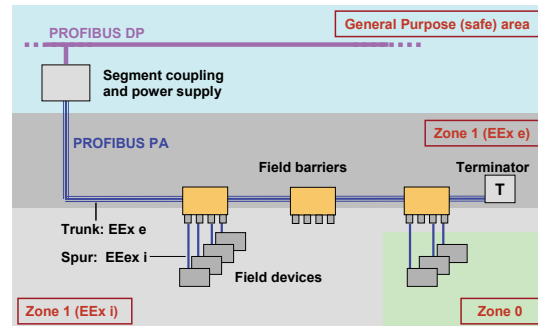 PROFIBUS DP
General Purpose (safe) area
Segment coupling
and power supply
PROFIBUS PA
Zone 1 (EEx e)
Field barriers
Terminator
T
Trunk: EEx e
Spur: EEex i
Field devices
Zone 1 (EEx i)
Zone 0